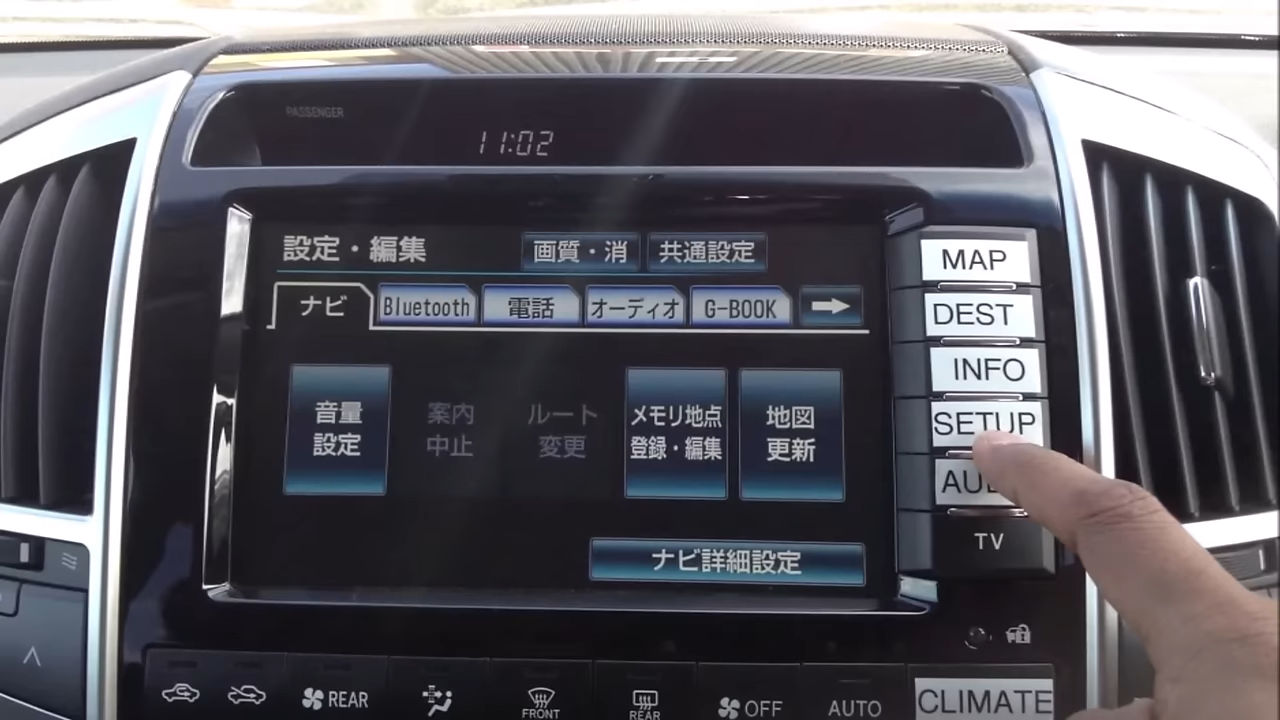 PASSENGER
11:02
設定・編集 画質・消 共通設定
ナビ Bluetooth 電話 オーディオ G-BOOK
音量
設定
案内
中止
ルート
変更
メモリ地点
登録・編集
地図
更新
ナビ詳細設定
MAP
DEST
INFO
SETUP
TV
REAR
FRONT
REAR
OFF
AUTO
CLIMATE